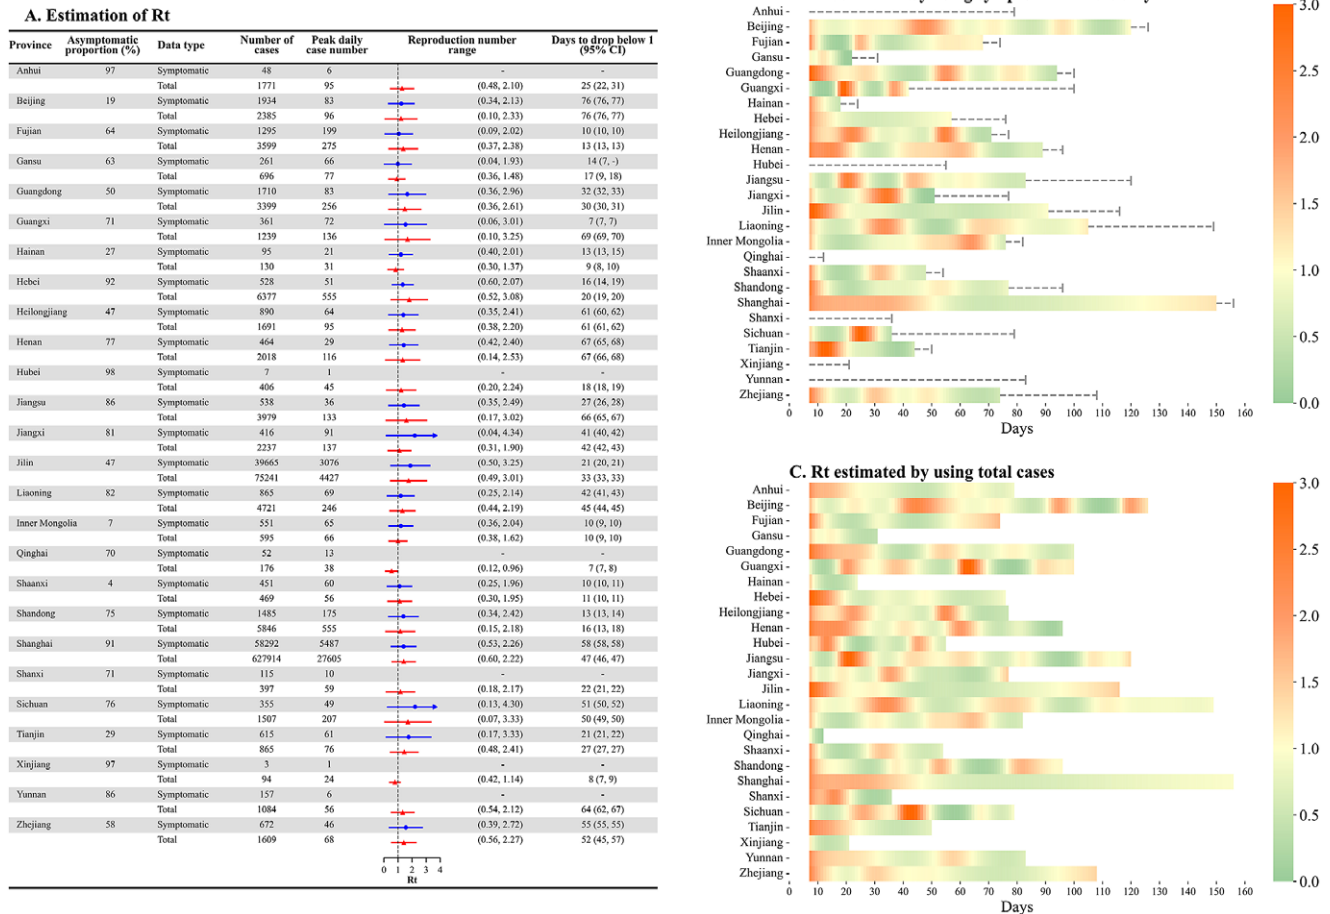 A. Estimation of Rt
Province Asymptomatic proportion (%) Data type Number of cases Peak daily case number Reproduction number range Days to drop below 1 (95% CI)
Anhui 97 Symptomatic 48 6 - -
Total 1771 95 (0.48, 2.10) 25 (22, 31)
Beijing 19 Symptomatic 1934 83 (0.34, 2.13) 76 (76, 77)
Total 2385 96 (0.10, 2.33) 76 (76, 77)
Fujian 64 Symptomatic 1295 199 (0.09, 2.02) 10 (10, 10)
Total 3599 275 (0.37, 2.38) 13 (13, 13)
Gansu 63 Symptomatic 261 66 (0.04, 1.93) 14 (7, -)
Total 696 77 (0.36, 1.48) 17 (9, 18)
Guangdong 50 Symptomatic 1710 83 (0.36, 2.96) 32 (32, 33)
Total 3399 256 (0.36, 2.61) 30 (30, 31)
Guangxi 71 Symptomatic 361 72 (0.06, 3.01) 7 (7, 7)
Total 1239 136 (0.10, 3.25) 69 (69, 70)
Hainan 27 Symptomatic 95 21 (0.40, 2.01) 13 (13, 15)
Total 130 31 (0.30, 1.37) 9 (8, 10)
Hebei 92 Symptomatic 528 51 (0.60, 2.07) 16 (14, 19)
Total 6377 555 (0.52, 3.08) 20 (19, 20)
Heilongjiang 47 Symptomatic 890 64 (0.35, 2.41) 61 (60, 62)
Total 1691 95 (0.38, 2.20) 61 (61, 62)
Henan 77 Symptomatic 464 29 (0.42, 2.40) 67 (65, 68)
Total 2018 116 (0.14, 2.53) 67 (66, 68)
Hubei 98 Symptomatic 7 1 - -
Total 406 45 (0.20, 2.24) 18 (18, 19)
Jiangsu 86 Symptomatic 538 36 (0.35, 2.49) 27 (26, 28)
Total 3979 133 (0.17, 3.02) 66 (65, 67)
Jiangxi 81 Symptomatic 416 91 (0.04, 4.34) 41 (40, 42)
Total 2237 137 (0.31, 1.90) 42 (42, 43)
Jilin 47 Symptomatic 39665 3076 (0.50, 3.25) 21 (20, 21)
Total 75241 4427 (0.49, 3.01) 33 (33, 33)
Liaoning 82 Symptomatic 865 69 (0.25, 2.14) 42 (41, 43)
Total 4721 246 (0.44, 2.19) 45 (44, 45)
Inner Mongolia 7 Symptomatic 551 65 (0.36, 2.04) 10 (9, 10)
Total 595 66 (0.38, 1.62) 10 (9, 10)
Qinghai 70 Symptomatic 52 13 - -
Total 176 38 (0.12, 0.96) 7 (7, 8)
Shaanxi 4 Symptomatic 451 60 (0.25, 1.96) 10 (10, 11)
Total 469 56 (0.30, 1.95) 11 (10, 11)
Shandong 75 Symptomatic 1485 175 (0.34, 2.42) 13 (13, 14)
Total 5846 555 (0.15, 2.18) 16 (13, 18)
Shanghai 91 Symptomatic 58292 5487 (0.53, 2.26) 58 (58, 58)
Total 627914 27605 (0.60, 2.22) 47 (46, 47)
Shanxi 71 Symptomatic 115 10 - -
Total 397 59 (0.18, 2.17) 22 (21, 22)
Sichuan 76 Symptomatic 355 49 (0.13, 4.30) 51 (50, 52)
Total 1507 207 (0.07, 3.33) 50 (49, 50)
Tianjin 29 Symptomatic 615 61 (0.17, 3.33) 21 (21, 22)
Total 865 76 (0.48, 2.41) 27 (27, 27)
Xinjiang 97 Symptomatic 3 1 - -
Total 94 24 (0.42, 1.14) 8 (7, 9)
Yunnan 86 Symptomatic 157 6 - -
Total 1084 56 (0.54, 2.12) 64 (62, 67)
Zhejiang 58 Symptomatic 672 46 (0.39, 2.72) 55 (55, 55)
Total 1609 68 (0.56, 2.27) 52 (45, 57)
0 1 2 3 4
Rt
Anhui
Beijing
Fujian
Gansu
Guangdong
Guangxi
Hainan
Hebei
Heilongjiang
Henan
Hubei
Jiangsu
Jiangxi
Jilin
Liaoning
Inner Mongolia
Qinghai
Shaanxi
Shandong
Shanghai
Shanxi
Sichuan
Tianjin
Xinjiang
Yunnan
Zhejiang
0 10 20 30 40 50 60 70 80 90 100 110 120 130 140 150 160
Days
3.0
2.5
2.0
1.5
1.0
0.5
0.0
C. Rt estimated by using total cases
Anhui
Beijing
Fujian
Gansu
Guangdong
Guangxi
Hainan
Hebei
Heilongjiang
Henan
Hubei
Jiangsu
Jiangxi
Jilin
Liaoning
Inner Mongolia
Qinghai
Shaanxi
Shandong
Shanghai
Shanxi
Sichuan
Tianjin
Xinjiang
Yunnan
Zhejiang
0 10 20 30 40 50 60 70 80 90 100 110 120 130 140 150 160
Days
3.0
2.5
2.0
1.5
1.0
0.5
0.0